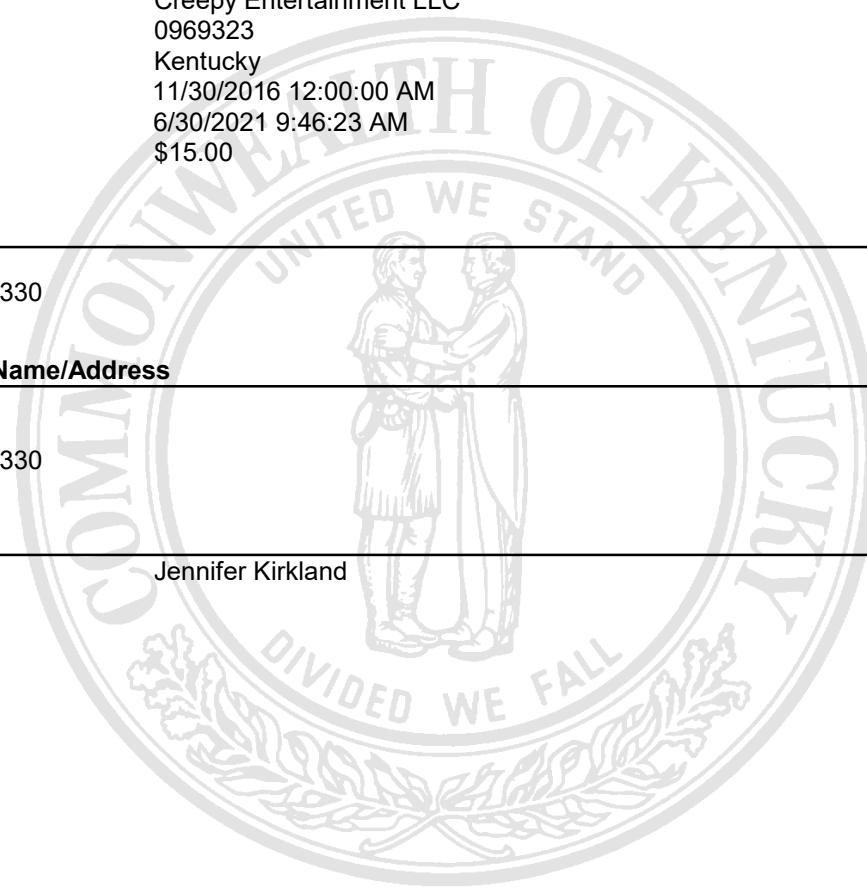 Creepy Entertainment LLC
0969323
Kentucky
11/30/2016 12:00:00 AM
6/30/2021 9:46:23 AM
$15.00
330
Name/Address
330
Jennifer Kirkland
COMMONWEALTH OF KENTUCKY
UNITED WE STAND
DIVIDED WE FALL